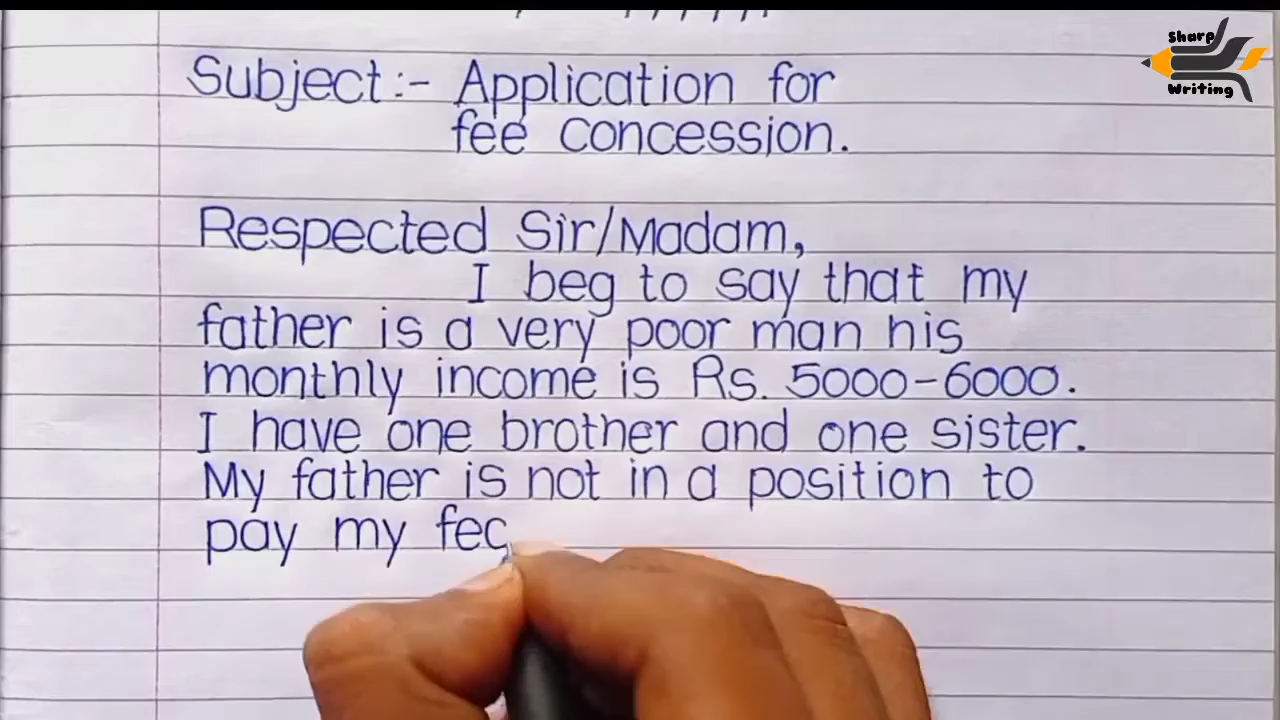 Sharp
Writing
Subject:- Application for
fee concession.
Respected Sir/Madam,
I beg to say that my
father is a very poor man his
monthly income is Rs. 5000-6000.
I have one brother and one sister.
My father is not in a position to
pay my